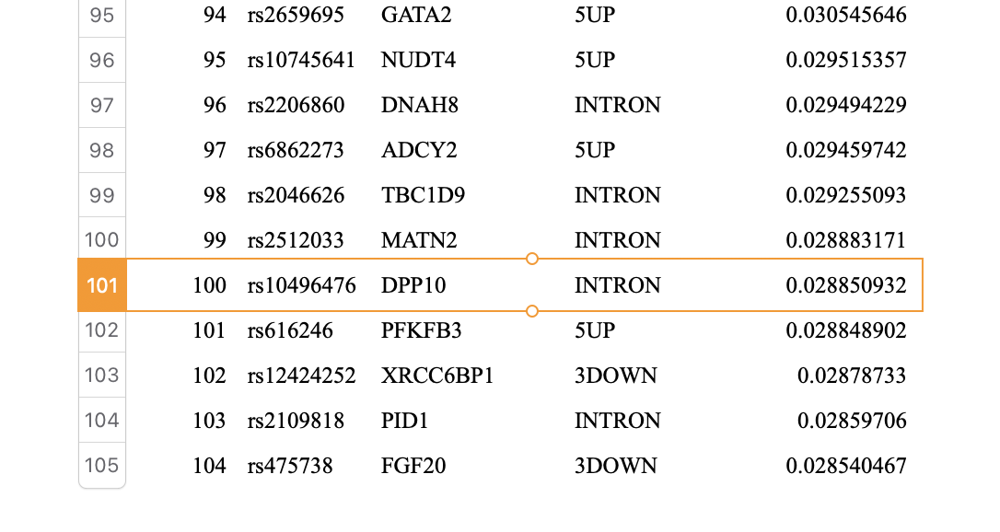 95 94 rs2659695 GATA2 5UP 0.030545646
96 95 rs10745641 NUDT4 5UP 0.029515357
97 96 rs2206860 DNAH8 INTRON 0.029494229
98 97 rs6862273 ADCY2 5UP 0.029459742
99 98 rs2046626 TBC1D9 INTRON 0.029255093
100 99 rs2512033 MATN2 INTRON 0.028883171
101 100 rs10496476 DPP10 INTRON 0.028850932
102 101 rs616246 PFKFB3 5UP 0.028848902
103 102 rs12424252 XRCC6BP1 3DOWN 0.02878733
104 103 rs2109818 PID1 INTRON 0.02859706
105 104 rs475738 FGF20 3DOWN 0.028540467